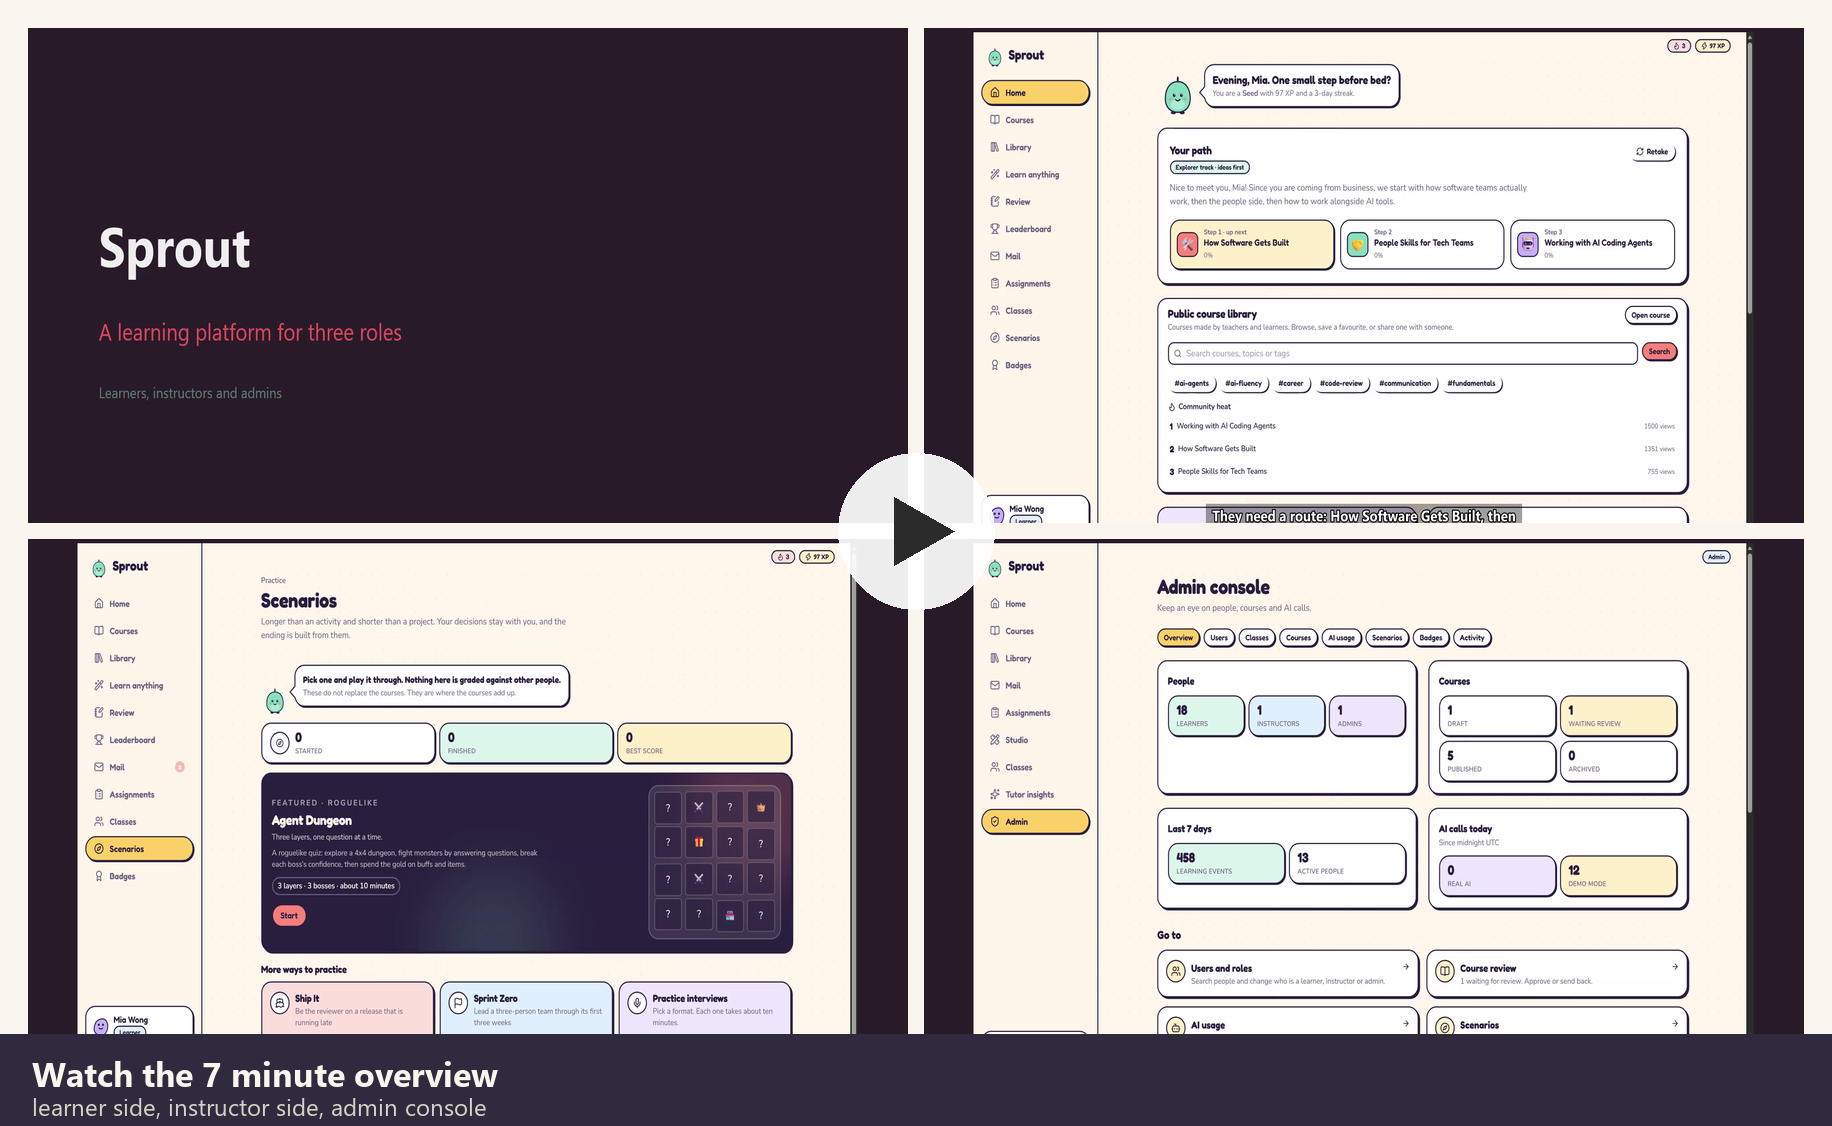 Sprout
A learning platform for three roles
Learners, instructors and admins
Sprout
Home
Courses
Library
Learn anything
Review
Leaderboard
Mail
Assignments
Classes
Scenarios
Badges
Mia Wong
Learner
3
97 XP
Evening, Mia. One small step before bed?
You are a Seed with 97 XP and a 3-day streak.
Your path
Retake
Explorer track · ideas first
Nice to meet you, Mia! Since you are coming from business, we start with how software teams actually
work, then the people side, then how to work alongside AI tools.
Step 1 · up next
How Software Gets Built
0%
Step 2
People Skills for Tech Teams
0%
Step 3
Working with AI Coding Agents
0%
Public course library
Courses made by teachers and learners. Browse, save a favourite, or share one with someone.
Open course
Search courses, topics or tags
Search
#ai-agents #ai-fluency #career #code-review #communication #fundamentals
Community heat
1 Working with AI Coding Agents 1500 views
2 How Software Gets Built 1351 views
3 People Skills for Tech Teams 755 views
They need a route: How Software Gets Built, then
Sprout
Home
Courses
Library
Learn anything
Review
Leaderboard
Mail
Assignments
Classes
Scenarios
Badges
Mia Wong
Learner
3
97 XP
Practice
Scenarios
Longer than an activity and shorter than a project. Your decisions stay with you, and the
ending is built from them.
Pick one and play it through. Nothing here is graded against other people.
These do not replace the courses. They are where the courses add up.
0
STARTED
0
FINISHED
0
BEST SCORE
FEATURED · ROGUELIKE
Agent Dungeon
Three layers, one question at a time.
A roguelike quiz: explore a 4x4 dungeon, fight monsters by answering questions, break
each boss's confidence, then spend the gold on buffs and items.
3 layers · 3 bosses · about 10 minutes
Start
? ?
? ? ?
? ? ?
? ? ?
More ways to practice
Ship It
Be the reviewer on a release that is
running late
Sprint Zero
Lead a three-person team through its first
three weeks
Practice interviews
Pick a format. Each one takes about ten
minutes.
Sprout
Home
Courses
Library
Mail
Assignments
Studio
Classes
Tutor insights
Admin
Admin
Admin console
Keep an eye on people, courses and AI calls.
Overview Users Classes Courses AI usage Scenarios Badges Activity
People
18
LEARNERS
1
INSTRUCTORS
1
ADMINS
Courses
1
DRAFT
1
WAITING REVIEW
5
PUBLISHED
0
ARCHIVED
Last 7 days
458
LEARNING EVENTS
13
ACTIVE PEOPLE
AI calls today
Since midnight UTC
0
REAL AI
12
DEMO MODE
Go to
Users and roles
Search people and change who is a learner, instructor or admin.
Course review
1 waiting for review. Approve or send back.
AI usage
Scenarios
Watch the 7 minute overview
learner side, instructor side, admin console